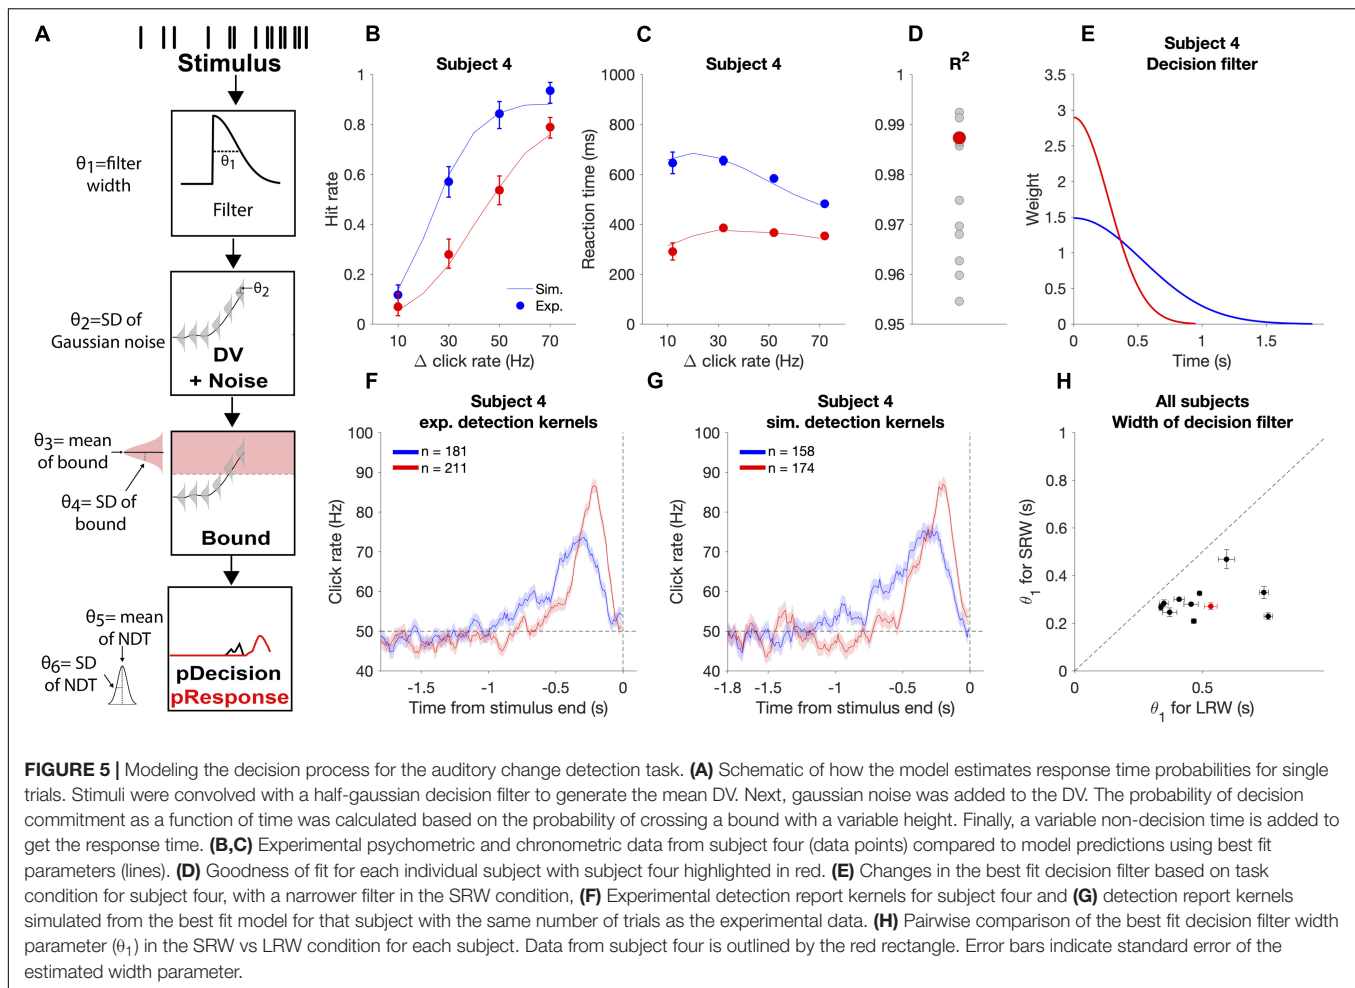 A
Stimulus
θ1=filter
width
θ1
Filter
θ2=SD of
Gaussian noise
θ2
DV
+ Noise
θ3= mean
of bound
θ4= SD of
bound
Bound
θ5= mean
of NDT
θ6= SD
of NDT
pDecision
pResponse
B
Subject 4
Hit rate
1
0.8
0.6
0.4
0.2
0
10 30 50 70
Δ click rate (Hz)
Sim.
Exp.
C
Subject 4
Reaction time (ms)
1000
800
600
400
200
0
10 30 50 70
Δ click rate (Hz)
D
R2
1
0.99
0.98
0.97
0.96
0.95
E
Subject 4
Decision filter
Weight
3.5
3
2.5
2
1.5
1
0.5
0
0 0.5 1 1.5
Time (s)
F
Subject 4
exp. detection kernels
n = 181
n = 211
Click rate (Hz)
100
90
80
70
60
50
40
-1.5 -1 -0.5 0
Time from stimulus end (s)
G
Subject 4
sim. detection kernels
n = 158
n = 174
Click rate (Hz)
100
90
80
70
60
50
40
-1.8 -1.5 -1 -0.5 0
Time from stimulus end (s)
H
All subjects
Width of decision filter
θ1 for SRW (s)
1
0.8
0.6
0.4
0.2
0
0 0.5
θ1 for LRW (s)
FIGURE 5 | Modeling the decision process for the auditory change detection task. (A) Schematic of how the model estimates response time probabilities for single
trials. Stimuli were convolved with a half-gaussian decision filter to generate the mean DV. Next, gaussian noise was added to the DV. The probability of decision
commitment as a function of time was calculated based on the probability of crossing a bound with a variable height. Finally, a variable non-decision time is added to
get the response time. (B,C) Experimental psychometric and chronometric data from subject four (data points) compared to model predictions using best fit
parameters (lines). (D) Goodness of fit for each individual subject with subject four highlighted in red. (E) Changes in the best fit decision filter based on task
condition for subject four, with a narrower filter in the SRW condition, (F) Experimental detection report kernels for subject four and (G) detection report kernels
simulated from the best fit model for that subject with the same number of trials as the experimental data. (H) Pairwise comparison of the best fit decision filter width
parameter (θ1) in the SRW vs LRW condition for each subject. Data from subject four is outlined by the red rectangle. Error bars indicate standard error of the
estimated width parameter.